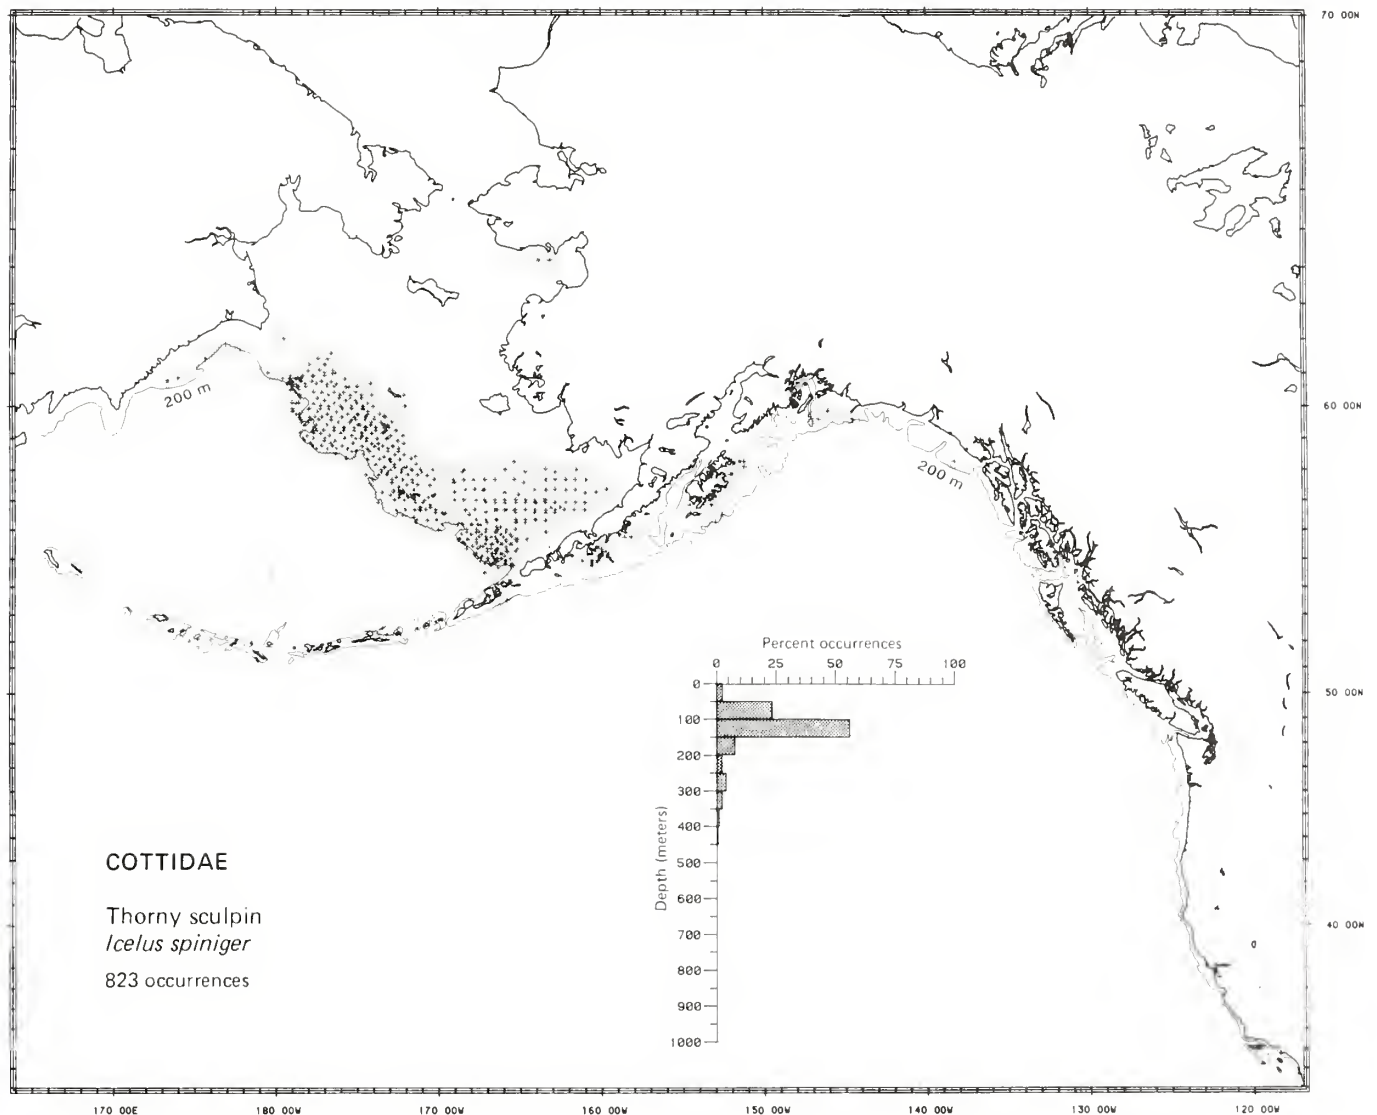 70 00N
200 m
60 00N
200 m
Percent occurrences
0 25 50 75 100
0
100
200
300
400
500
600
700
800
900
1000
Depth (meters)
50 00N
40 00N
COTTIDAE
Thorny sculpin
Icelus spiniger
823 occurrences
170 00E 180 00W 170 00W 160 00W 150 00W 140 00W 130 00W 120 00W